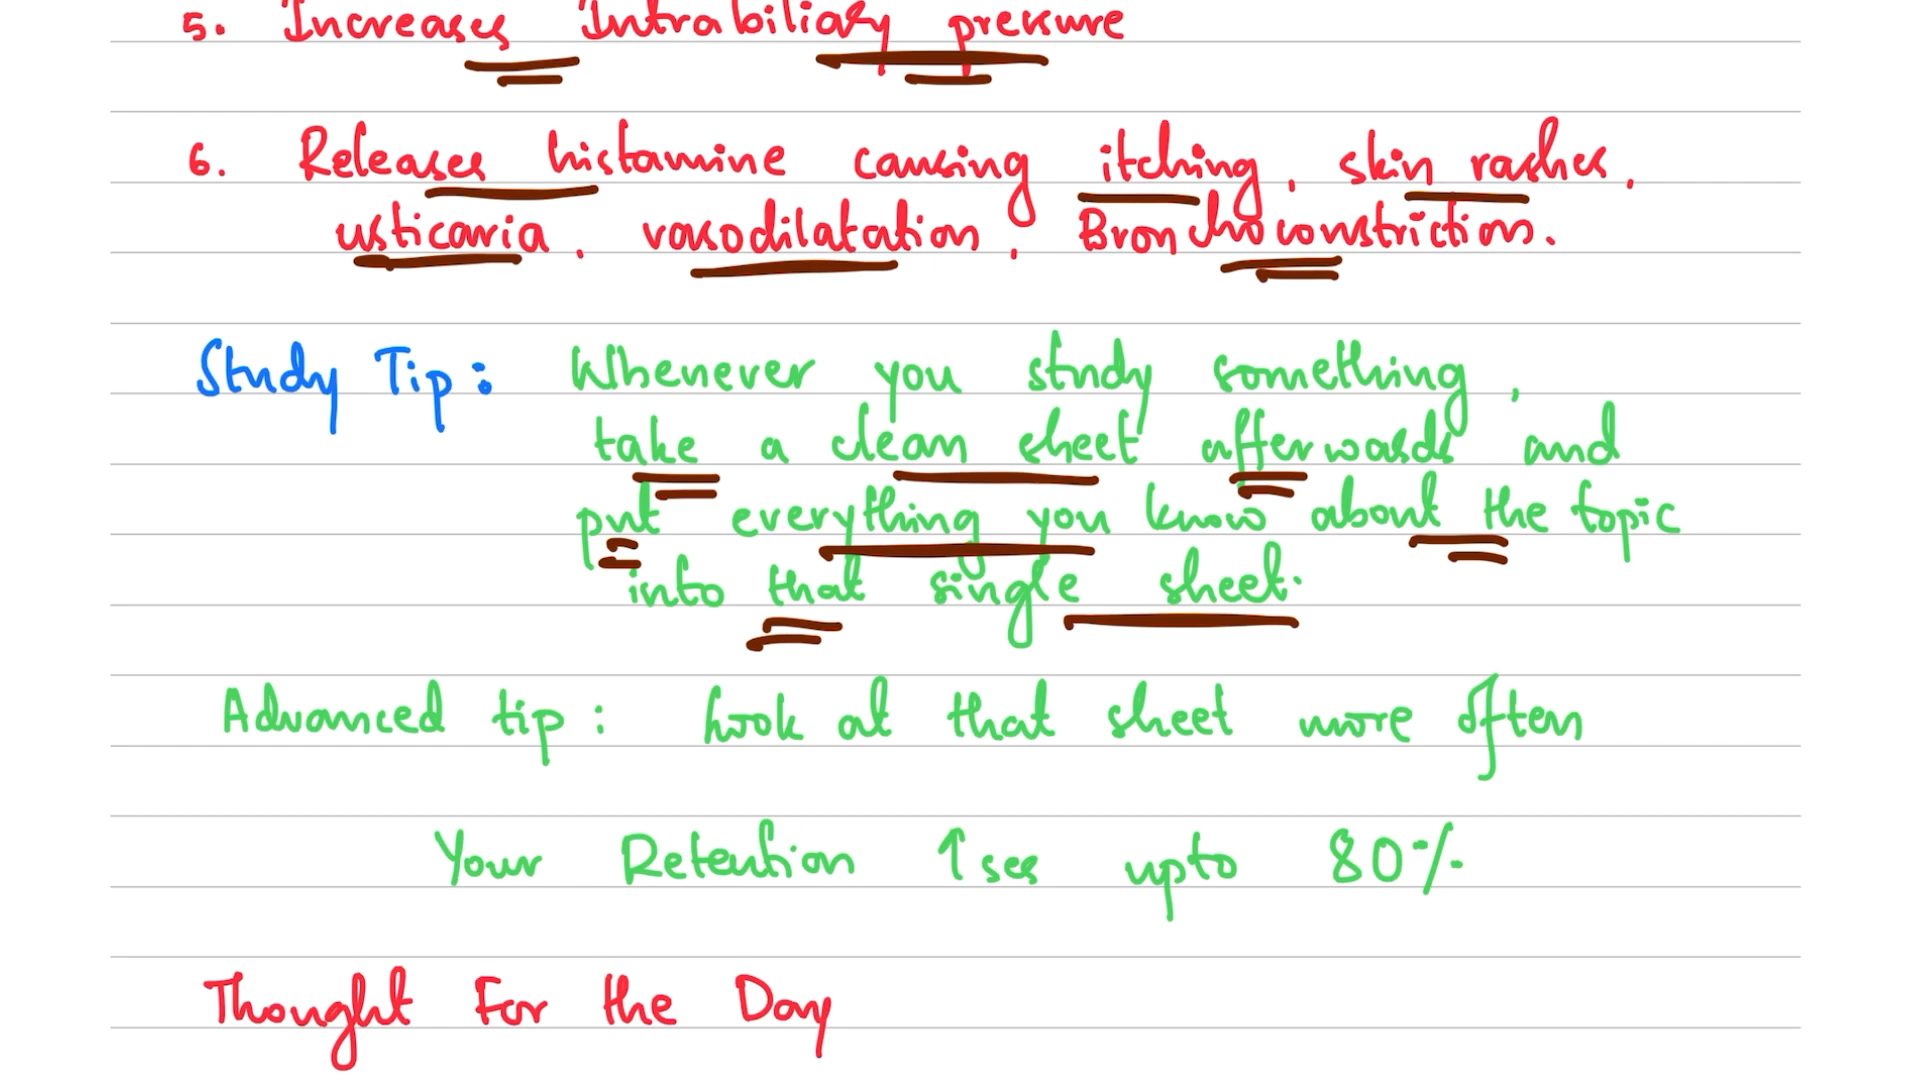 5. Increases Intrabiliary pressure
6. Releases histamine causing itching, skin rashes,
urticaria, vasodilatation, Bronchoconstriction.
Study Tip: Whenever you study something,
take a clean sheet afterwards and
put everything you know about the topic
into that single sheet.
Advanced tip: Look at that sheet more often
Your Retention ↑ses upto 80%
Thought For the Day